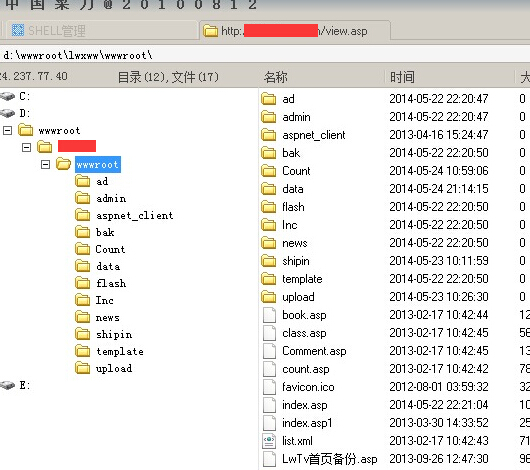 中国菜刀@20100812
SHELL管理
http:
/view.asp
d:\wwwroot\lwxww\wwwroot\
24.237.77.40 目录(12),文件(17) 名称 时间
C:
D:
wwwroot
wwwroot
ad
admin
aspnet_client
bak
Count
data
flash
Inc
news
shipin
template
upload
E:
ad 2014-05-22 22:20:47 0
admin 2014-05-22 22:20:47 0
aspnet_client 2013-04-16 15:24:47 0
bak 2014-05-22 22:20:50 0
Count 2014-05-24 10:59:06 0
data 2014-05-24 21:14:15 0
flash 2014-05-22 22:20:50 0
Inc 2014-05-22 22:20:50 0
news 2014-05-22 22:20:50 0
shipin 2014-05-23 10:11:59 0
template 2014-05-22 22:20:50 0
upload 2014-05-23 10:26:30 0
book.asp 2013-02-17 10:42:44 12
class.asp 2013-02-17 10:42:45 56
Comment.asp 2013-02-17 10:42:45 13
count.asp 2013-02-17 10:42:42 78
favicon.ico 2012-08-01 03:59:32 32
index.asp 2014-05-22 22:21:04 10
index.asp1 2013-03-30 14:33:52 25
list.xml 2013-02-17 10:42:43 71
LwTv首页备份.asp 2013-09-26 12:47:30 98